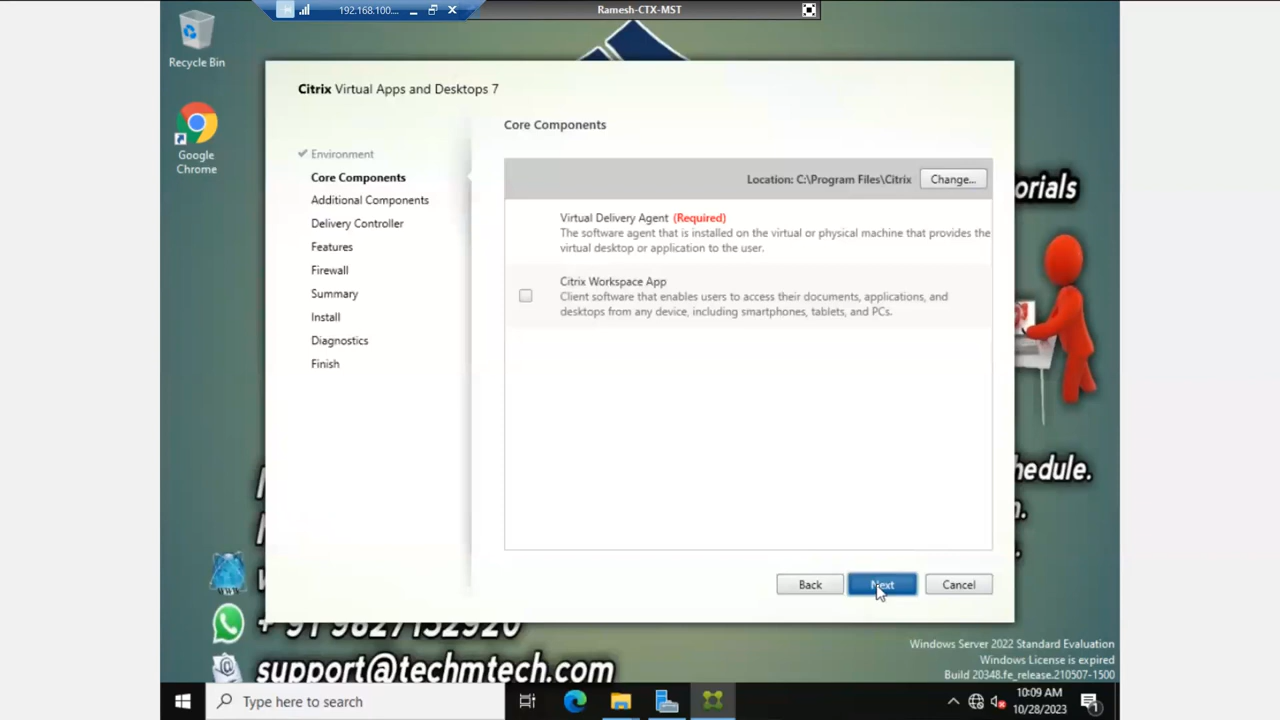 192.168.100....
Ramesh-CTX-MST
Recycle Bin
Google
Chrome
Citrix Virtual Apps and Desktops 7
Environment
Core Components
Additional Components
Delivery Controller
Features
Firewall
Summary
Install
Diagnostics
Finish
Core Components
Location: C:\Program Files\Citrix
Change...
Virtual Delivery Agent (Required)
The software agent that is installed on the virtual or physical machine that provides the
virtual desktop or application to the user.
Citrix Workspace App
Client software that enables users to access their documents, applications, and
desktops from any device, including smartphones, tablets, and PCs.
Back
Next
Cancel
orials
hedule.
+ 91 9827132920
support@techmtech.com
Windows Server 2022 Standard Evaluation
Windows License is expired
Build 20348.fe_release.210507-1500
Type here to search
10:09 AM
10/28/2023
1